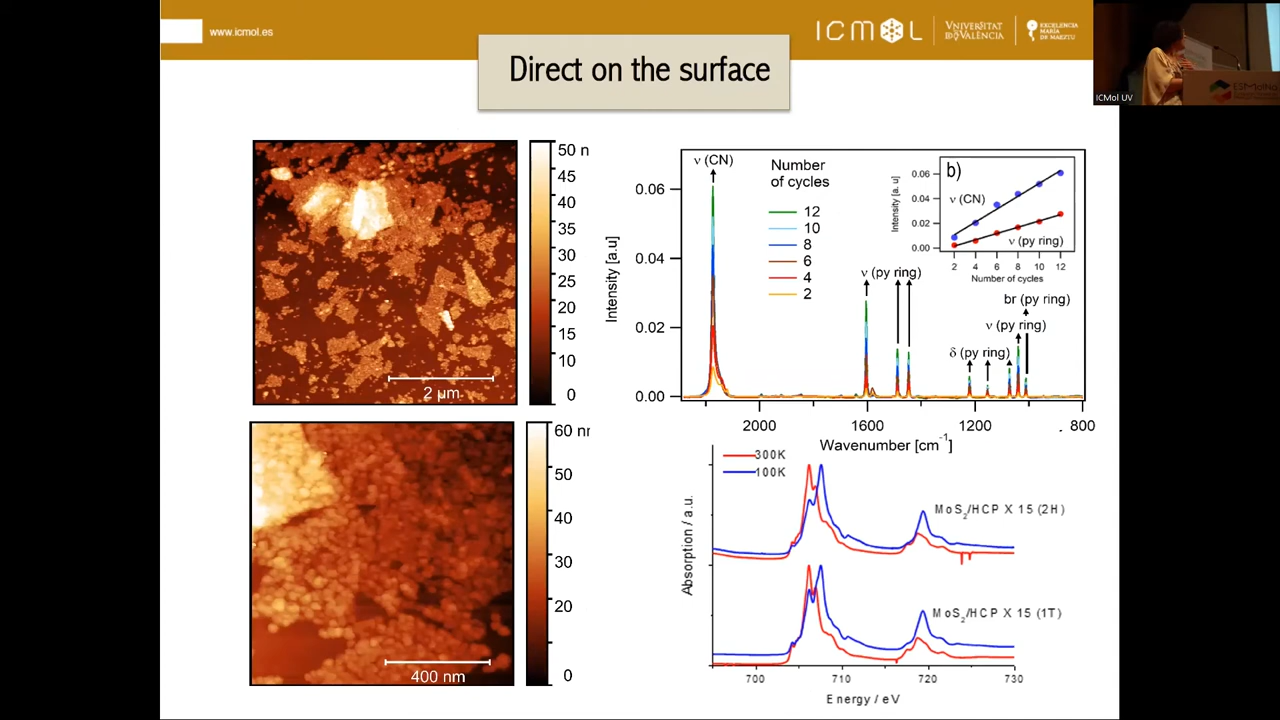 www.icmol.es
ICMOL
VNIVERSITAT
ID VALÈNCIA
EXCELENCIA
MARÍA
DE MAEZTU
ICMol UV
Direct on the surface
50 n
45
40
35
30
25
20
15
10
0
2 µm
60 nr
50
40
30
20
0
400 nm
ν (CN)
Number
of cycles
12
10
8
6
4
2
ν (py ring)
br (py ring)
ν (py ring)
δ (py ring)
Intensity [a.u]
0.06
0.04
0.02
0.00
2000
1600
1200
800
Wavenumber [cm-1]
b)
Intensity [a. u]
0.06
0.04
0.02
0.00
ν (CN)
ν (py ring)
2 4 6 8 10 12
Number of cycles
300K
100K
Absorption / a.u.
MoS2/HCP X 15 (2H)
MoS2/HCP X 15 (1T)
700
710
720
730
Energy / eV